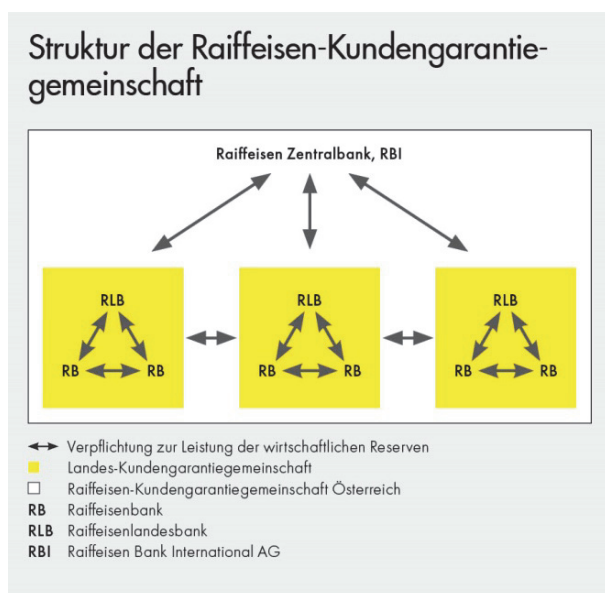 Struktur der Raiffeisen-Kundengarantie-
gemeinschaft
Raiffeisen Zentralbank, RBI
RLB RLB RLB
RB RB RB RB RB RB
Verpflichtung zur Leistung der wirtschaftlichen Reserven
Landes-Kundengarantiegemeinschaft
Raiffeisen-Kundengarantiegemeinschaft Österreich
RB Raiffeisenbank
RLB Raiffeisenlandesbank
RBI Raiffeisen Bank International AG